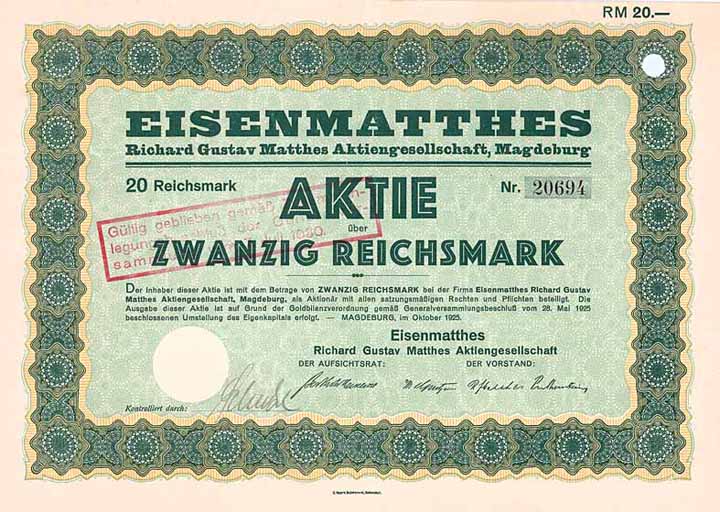 RM 20.—
EISENMATTHES
Richard Gustav Matthes Aktiengesellschaft, Magdeburg
20 Reichsmark
AKTIE
Nr. 20694
über
Gültig geblieben gemäß
der
1930.
ZWANZIG REICHSMARK
Der Inhaber dieser Aktie ist mit dem Betrage von ZWANZIG REICHSMARK bei der Firma Eisenmatthes Richard Gustav
Matthes Aktiengesellschaft, Magdeburg, als Aktionär mit allen satzungsmäßigen Rechten und Pflichten beteiligt. Die
Ausgabe dieser Aktie ist auf Grund der Goldbilanzverordnung gemäß Generalversammlungsbeschluß vom 28. Mai 1925
beschlossenen Umstellung des Eigenkapitals erfolgt. — MAGDEBURG, im Oktober 1925.
Eisenmatthes
Richard Gustav Matthes Aktiengesellschaft
DER AUFSICHTSRAT:
DER VORSTAND:
Kontrolliert durch: